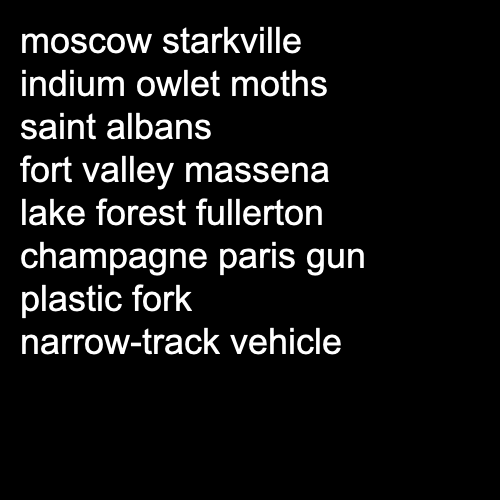 moscow starkville
indium owlet moths
saint albans
fort valley massena
lake forest fullerton
champagne paris gun
plastic fork
narrow-track vehicle